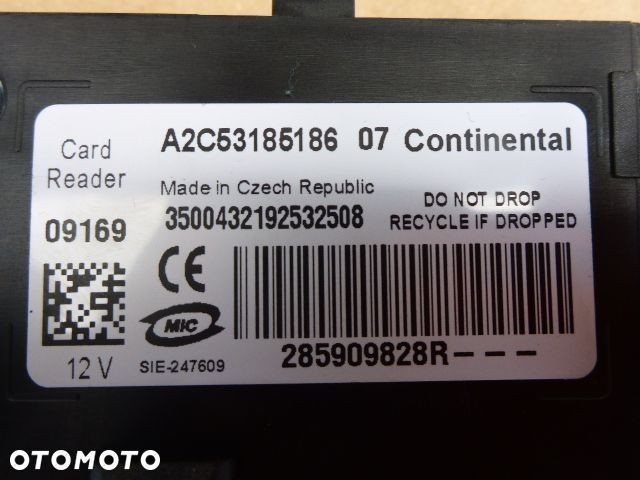 Card
Reader
09169
12 V
A2C53185186 07 Continental
Made in Czech Republic
3500432192532508
DO NOT DROP
RECYCLE IF DROPPED
CE
MIC
SIE-247609
285909828R---
OTOMOTO